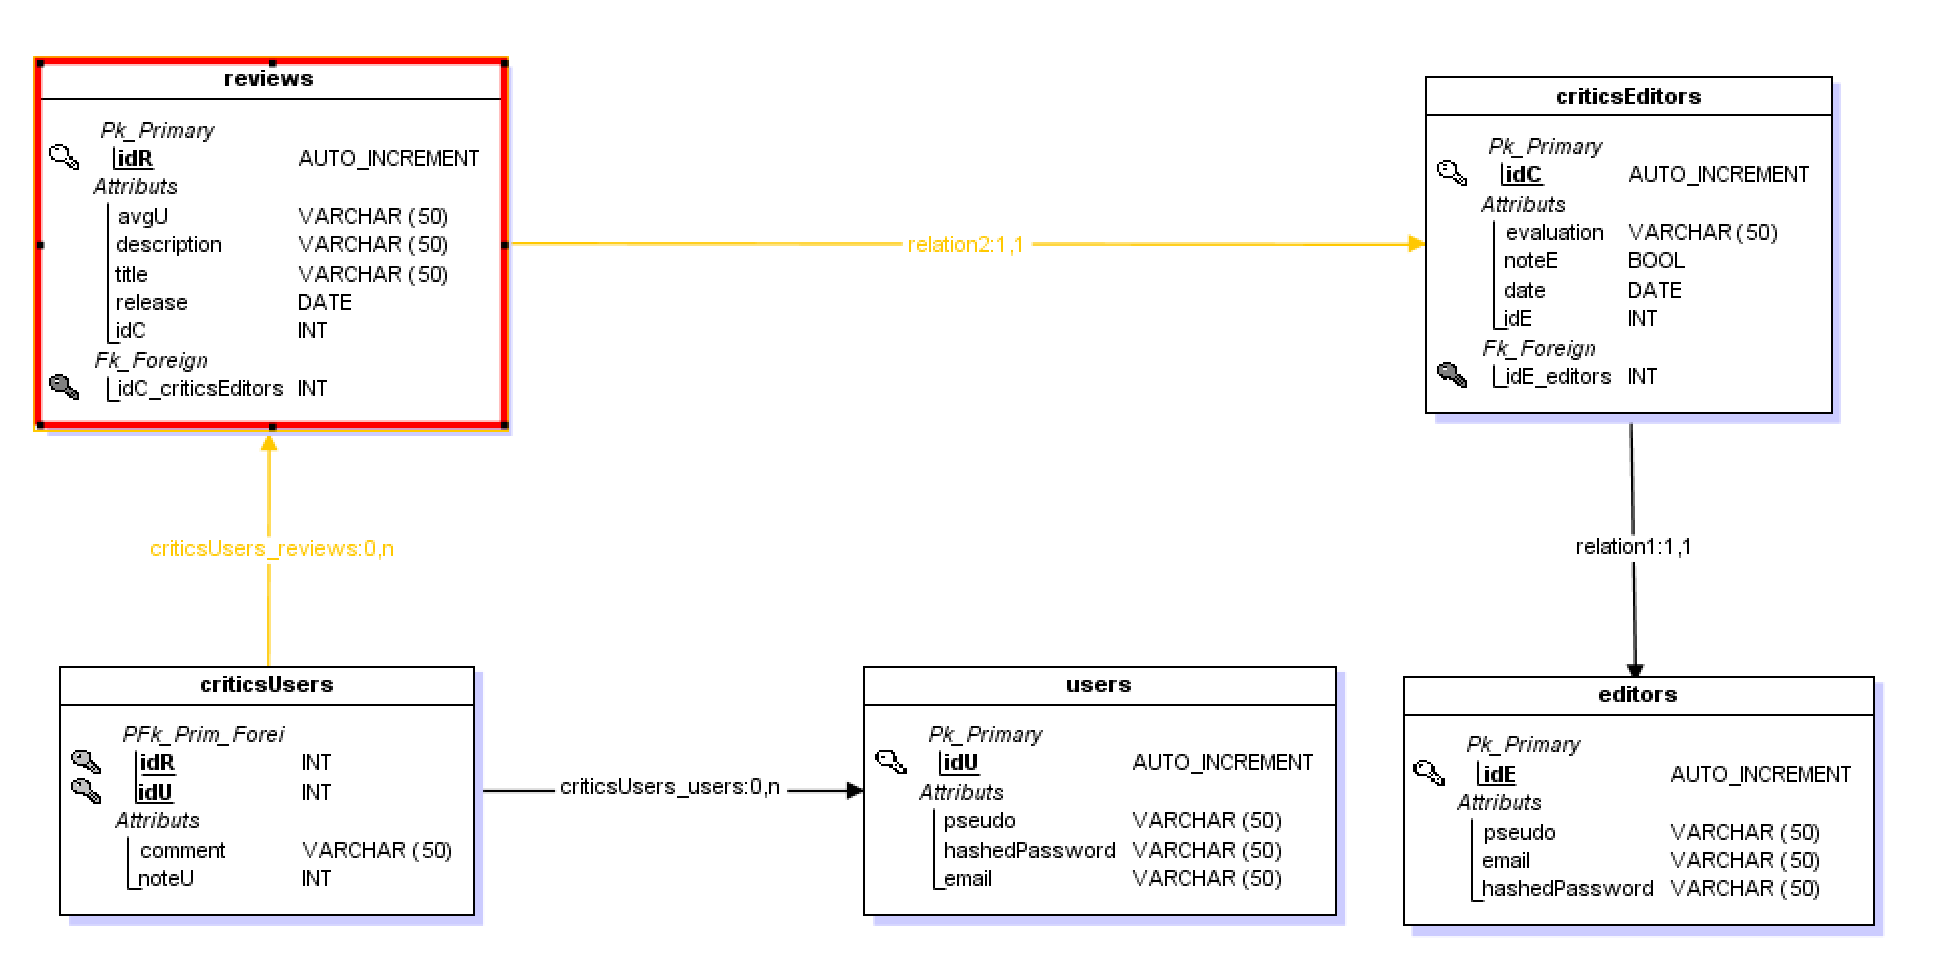 reviews
Pk_Primary
idR AUTO_INCREMENT
Attributs
avgU VARCHAR (50)
description VARCHAR (50)
title VARCHAR (50)
release DATE
idC INT
Fk_Foreign
idC_criticsEditors INT
relation2:1,1
criticsEditors
Pk_Primary
idC AUTO_INCREMENT
Attributs
evaluation VARCHAR (50)
noteE BOOL
date DATE
idE INT
Fk_Foreign
idE_editors INT
criticsUsers_reviews:0,n
relation1:1,1
criticsUsers
PFk_Prim_Forei
idR INT
idU INT
Attributs
comment VARCHAR (50)
noteU INT
criticsUsers_users:0,n
users
Pk_Primary
idU AUTO_INCREMENT
Attributs
pseudo VARCHAR (50)
hashedPassword VARCHAR (50)
email VARCHAR (50)
editors
Pk_Primary
idE AUTO_INCREMENT
Attributs
pseudo VARCHAR (50)
email VARCHAR (50)
hashedPassword VARCHAR (50)